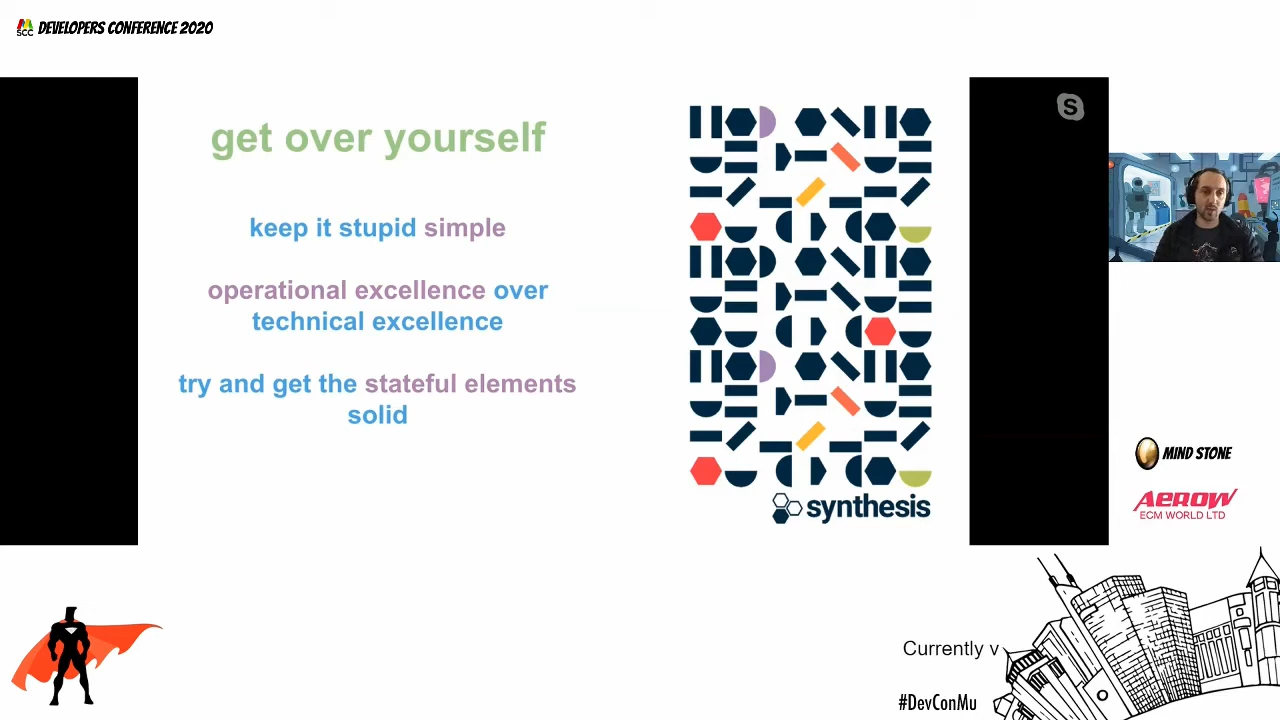 SCC DEVELOPERS CONFERENCE 2020
S
get over yourself
keep it stupid simple
operational excellence over
technical excellence
try and get the stateful elements
solid
synthesis
MIND STONE
AEROW
ECM WORLD LTD
Currently v
#DevConMu